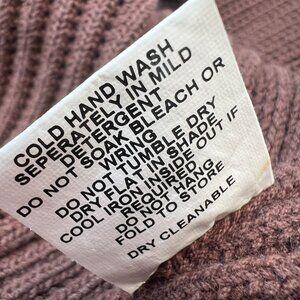 COLD HAND WASH
SEPERATELY IN MILD
DETERGENT
DO NOT SOAK BLEACH OR
WRING
DO NOT TUMBLE DRY
DRY FLAT IN SHADE
COOL IRON INSIDE OUT IF
REQUIRED
DO NOT HANG
FOLD TO STORE
DRY CLEANABLE